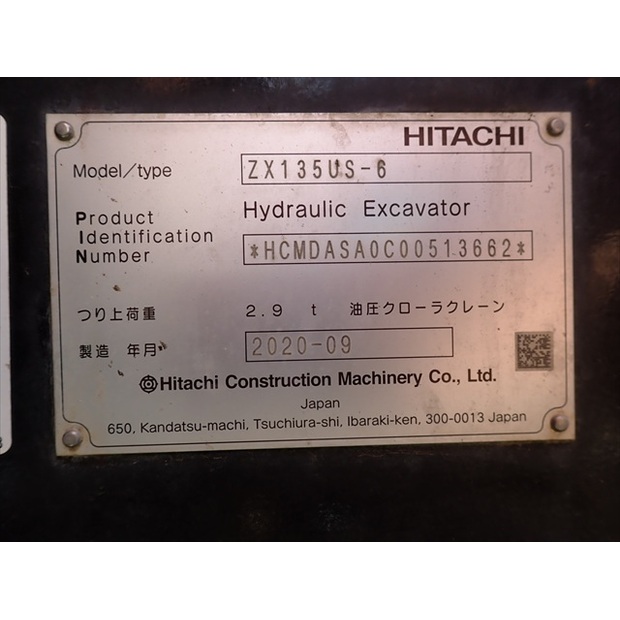 HITACHI
Model/type ZX135US-6
Hydraulic Excavator
Product
Identification
Number *HCMDASA0C00513662*
つり上荷重 2.9 t 油圧クローラクレーン
製造 年月 2020-09
Hitachi Construction Machinery Co., Ltd.
Japan
650, Kandatsu-machi, Tsuchiura-shi, Ibaraki-ken, 300-0013 Japan